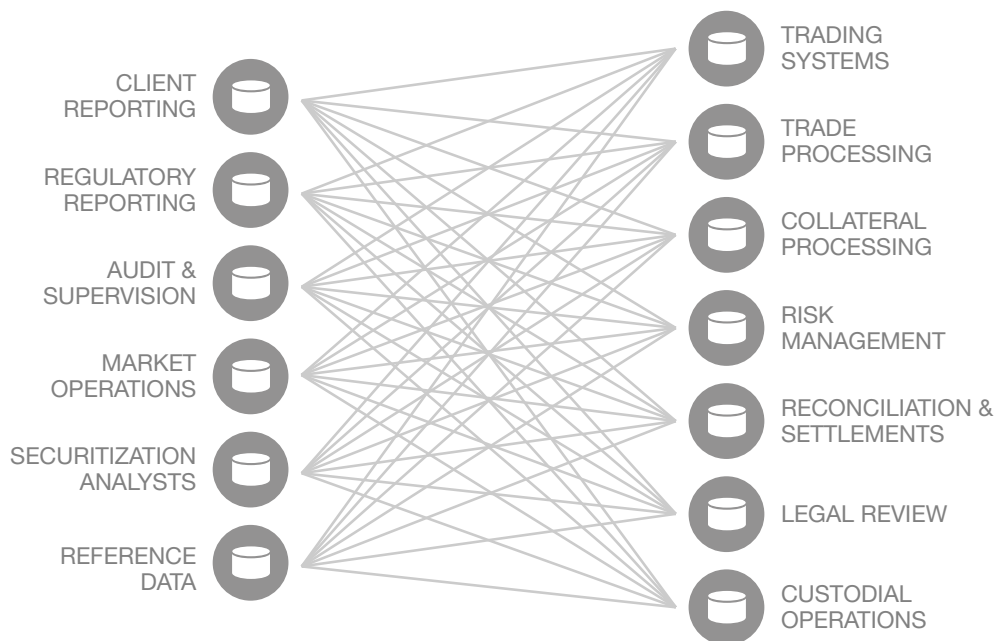 CLIENT
REPORTING
REGULATORY
REPORTING
AUDIT &
SUPERVISION
MARKET
OPERATIONS
SECURITIZATION
ANALYSTS
REFERENCE
DATA
TRADING
SYSTEMS
TRADE
PROCESSING
COLLATERAL
PROCESSING
RISK
MANAGEMENT
RECONCILIATION &
SETTLEMENTS
LEGAL REVIEW
CUSTODIAL
OPERATIONS